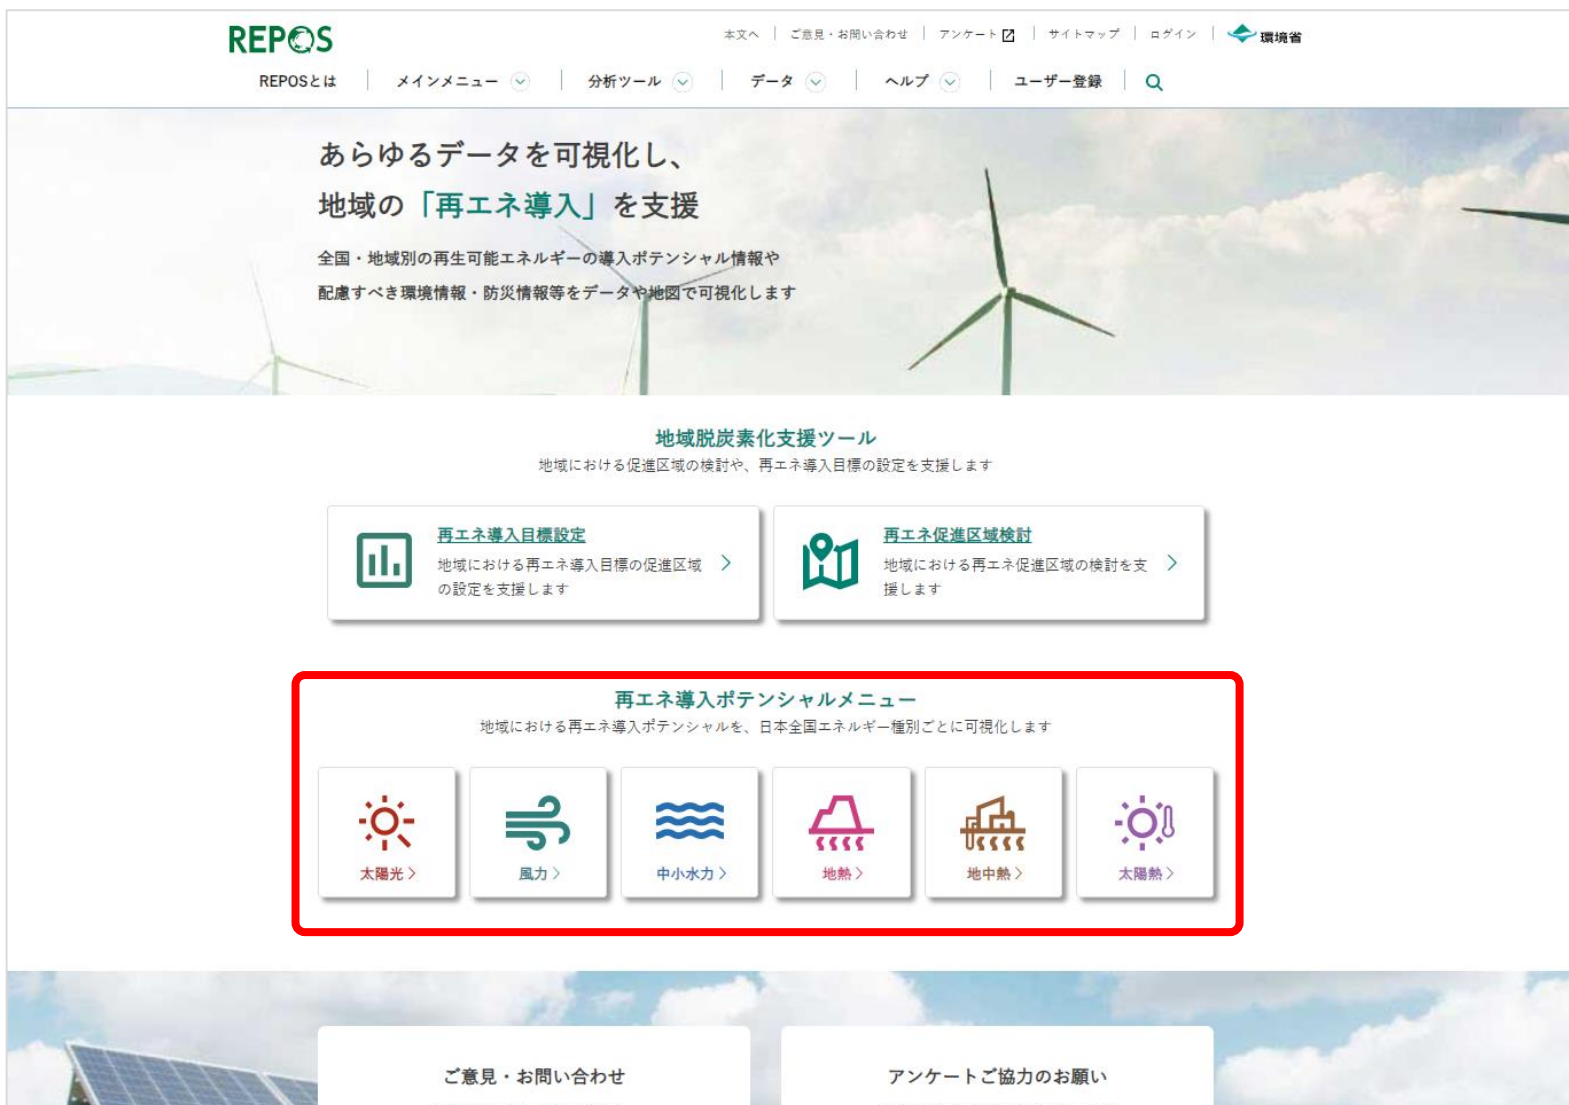 REPOS
本文へ ご意見・お問い合わせ アンケート サイトマップ ログイン 環境省
REPOSとは メインメニュー 分析ツール データ ヘルプ ユーザー登録
あらゆるデータを可視化し、
地域の「再エネ導入」を支援
全国・地域別の再生可能エネルギーの導入ポテンシャル情報や
配慮すべき環境情報・防災情報等をデータや地図で可視化します
地域脱炭素化支援ツール
地域における促進区域の検討や、再エネ導入目標の設定を支援します
再エネ導入目標設定
地域における再エネ導入目標の促進区域
の設定を支援します
再エネ促進区域検討
地域における再エネ促進区域の検討を支
援します
再エネ導入ポテンシャルメニュー
地域における再エネ導入ポテンシャルを、日本全国エネルギー種別ごとに可視化します
太陽光 風力 中小水力 地熱 地中熱 太陽熱
ご意見・お問い合わせ アンケートご協力のお願い